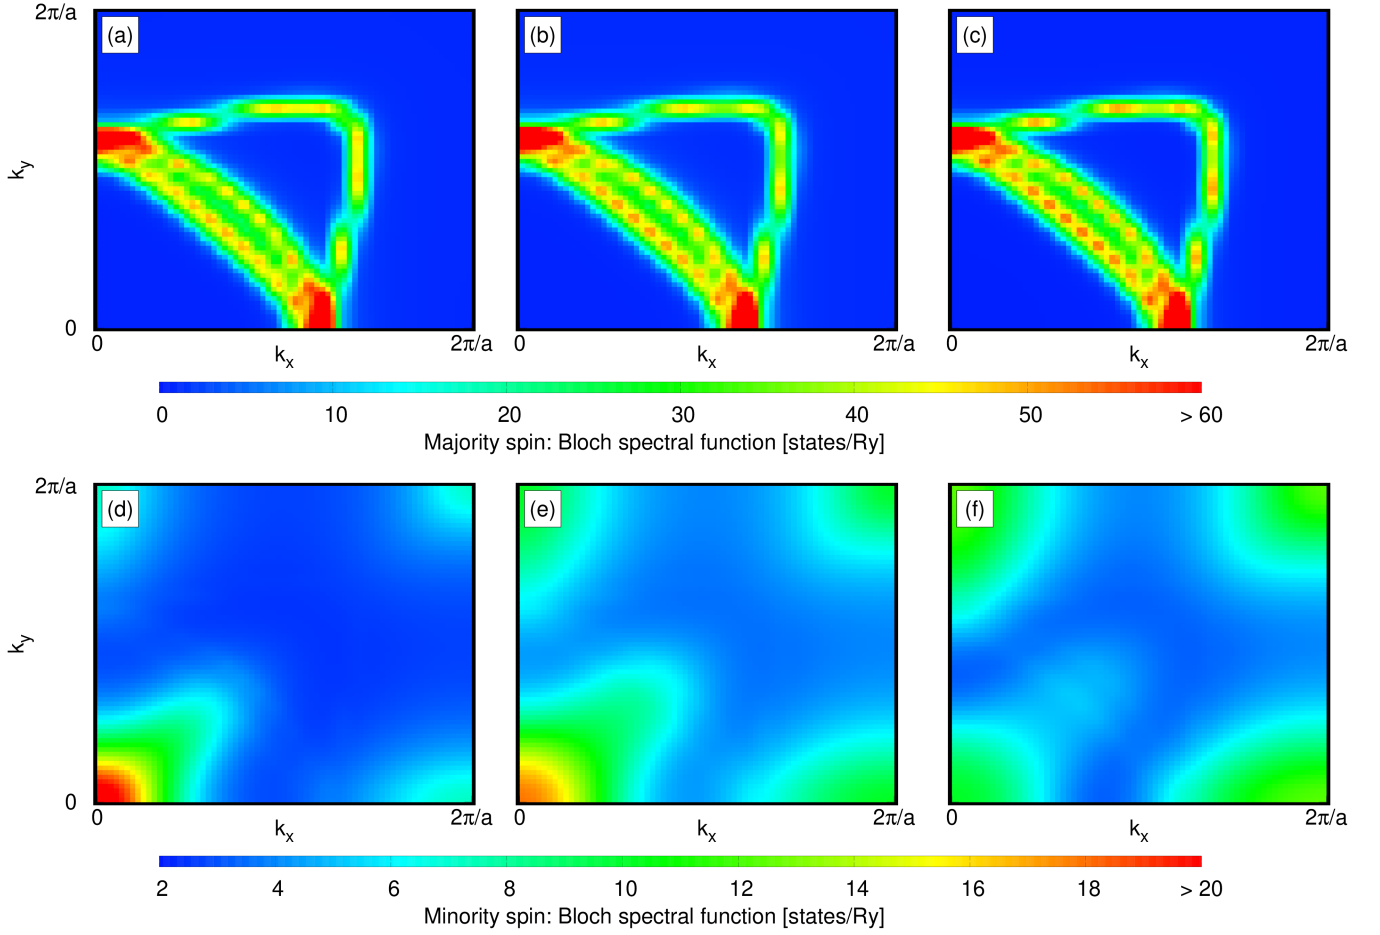 2π/a (a) (b) (c)
k_y
0
0 2π/a 0 2π/a 0 2π/a
k_x k_x k_x
0 10 20 30 40 50 > 60
Majority spin: Bloch spectral function [states/Ry]
2π/a (d) (e) (f)
k_y
0
0 2π/a 0 2π/a 0 2π/a
k_x k_x k_x
2 4 6 8 10 12 14 16 18 > 20
Minority spin: Bloch spectral function [states/Ry]